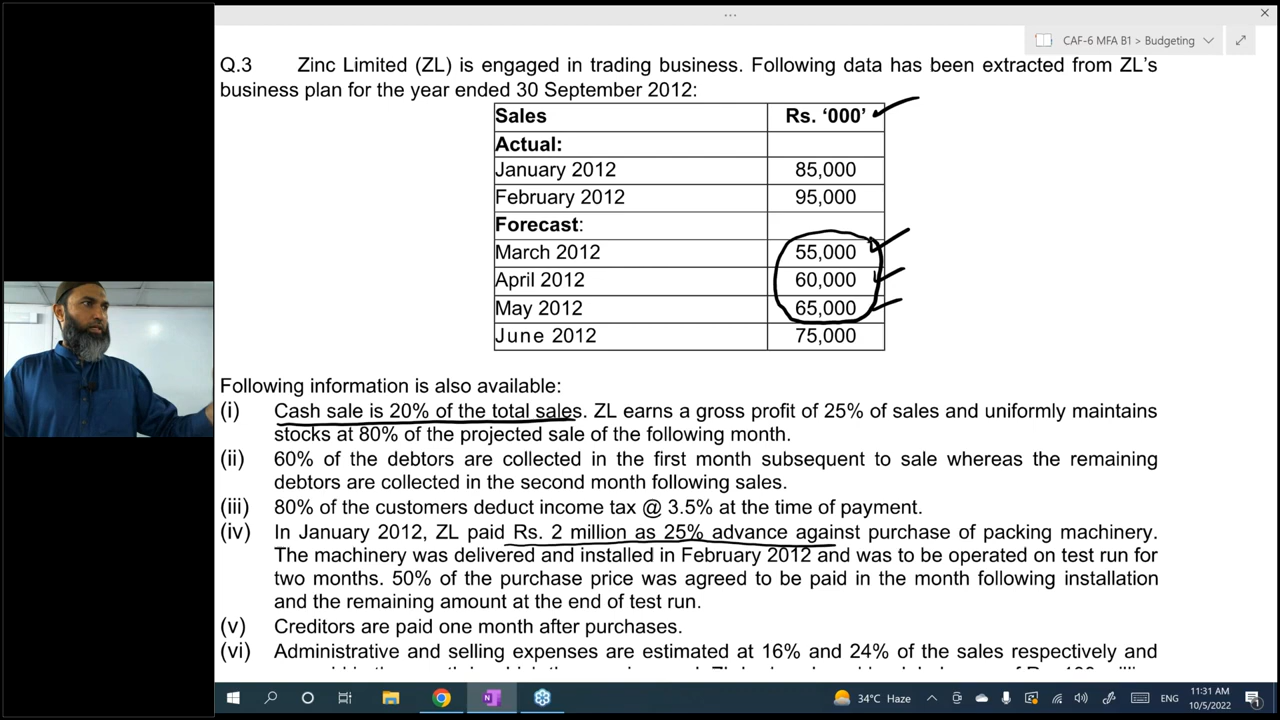 CAF-6 MFA B1 > Budgeting
Q.3 Zinc Limited (ZL) is engaged in trading business. Following data has been extracted from ZL's
business plan for the year ended 30 September 2012:
Sales Rs. '000'
Actual:
January 2012 85,000
February 2012 95,000
Forecast:
March 2012 55,000
April 2012 60,000
May 2012 65,000
June 2012 75,000
Following information is also available:
(i) Cash sale is 20% of the total sales. ZL earns a gross profit of 25% of sales and uniformly maintains
stocks at 80% of the projected sale of the following month.
(ii) 60% of the debtors are collected in the first month subsequent to sale whereas the remaining
debtors are collected in the second month following sales.
(iii) 80% of the customers deduct income tax @ 3.5% at the time of payment.
(iv) In January 2012, ZL paid Rs. 2 million as 25% advance against purchase of packing machinery.
The machinery was delivered and installed in February 2012 and was to be operated on test run for
two months. 50% of the purchase price was agreed to be paid in the month following installation
and the remaining amount at the end of test run.
(v) Creditors are paid one month after purchases.
(vi) Administrative and selling expenses are estimated at 16% and 24% of the sales respectively and
34°C Haze
ENG
11:31 AM
10/5/2022